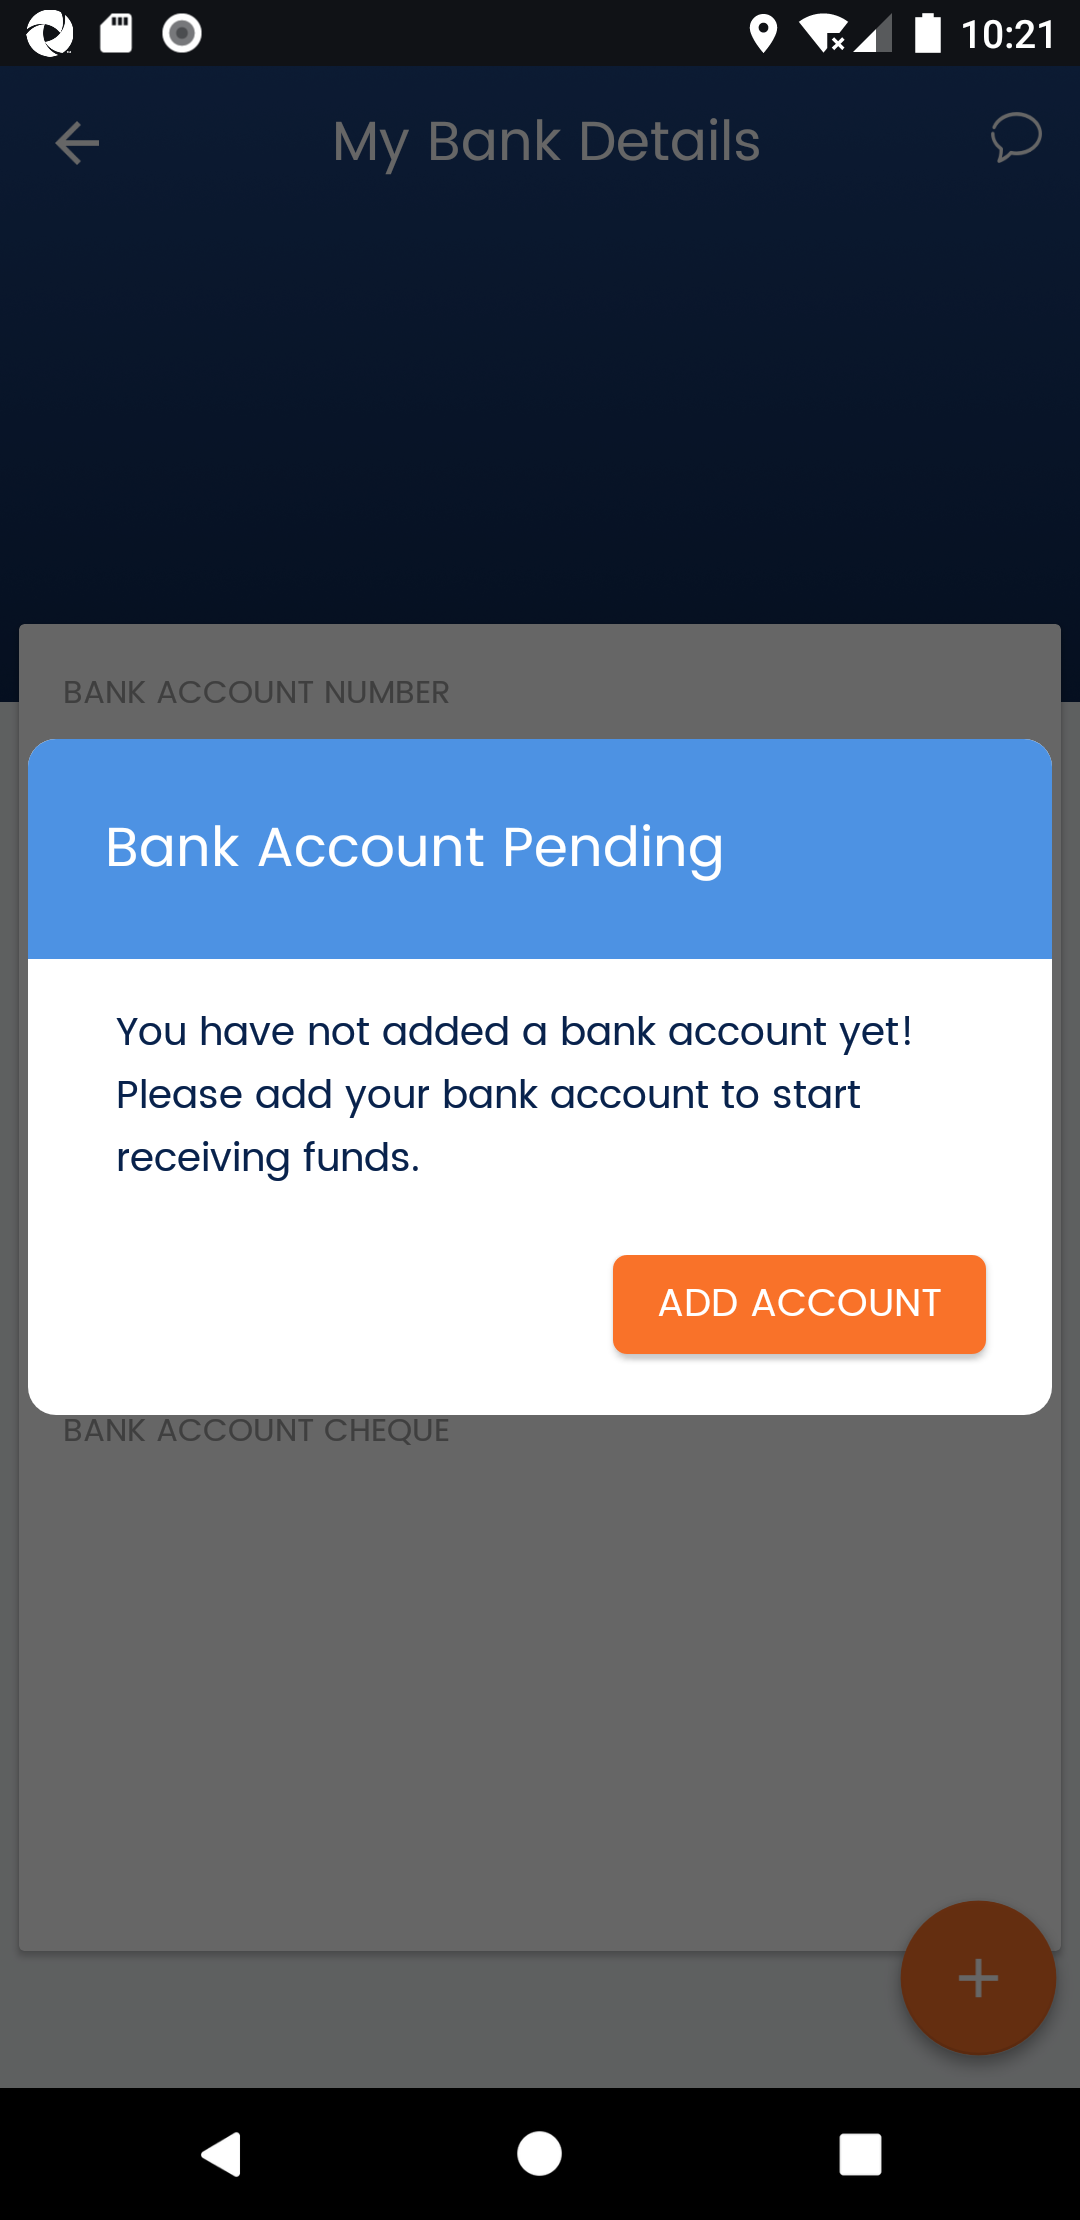 10:21
My Bank Details
BANK ACCOUNT NUMBER
Bank Account Pending
You have not added a bank account yet!
Please add your bank account to start
receiving funds.
ADD ACCOUNT
BANK ACCOUNT CHEQUE